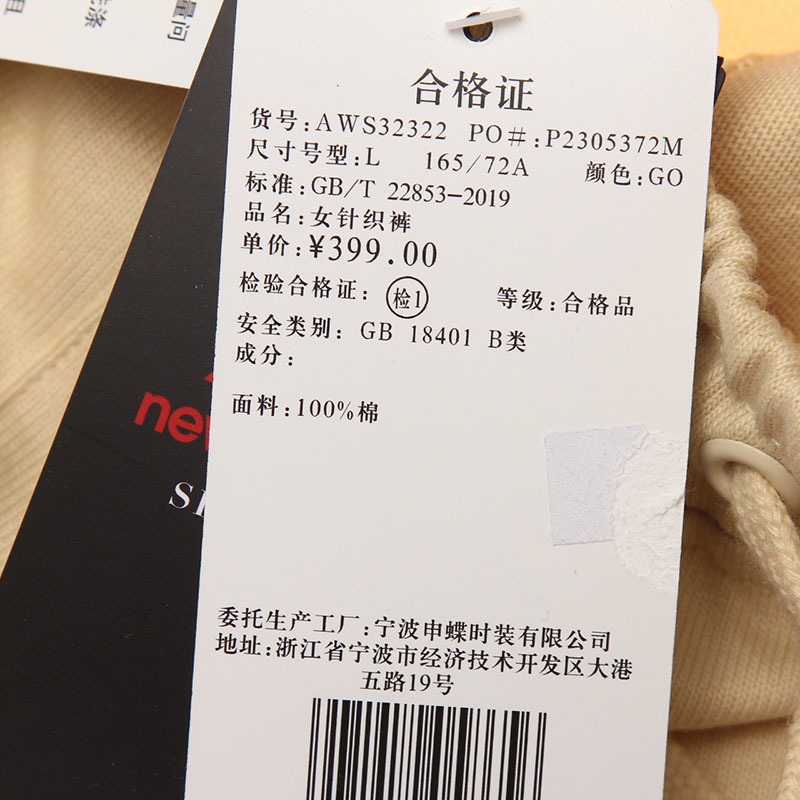 量问
涤
合格证
货号:AWS32322 PO#:P2305372M
尺寸号型:L 165/72A 颜色:GO
标准:GB/T 22853-2019
品名:女针织裤
单价:¥399.00
检验合格证: 检1 等级:合格品
安全类别: GB 18401 B类
成分:
面料:100%棉
new
委托生产工厂:宁波申蝶时装有限公司
地址:浙江省宁波市经济技术开发区大港
五路19号